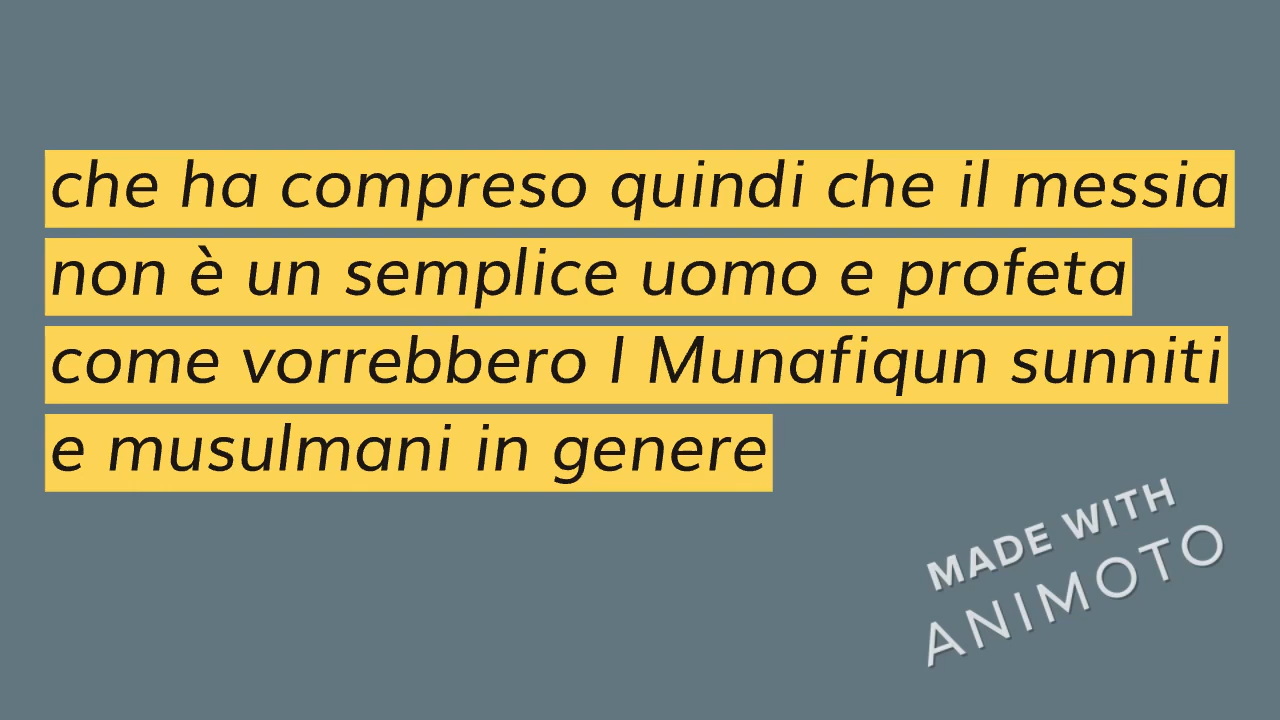 che ha compreso quindi che il messia
non è un semplice uomo e profeta
come vorrebbero I Munafiqun sunniti
e musulmani in genere
MADE WITH
ANIMOTO